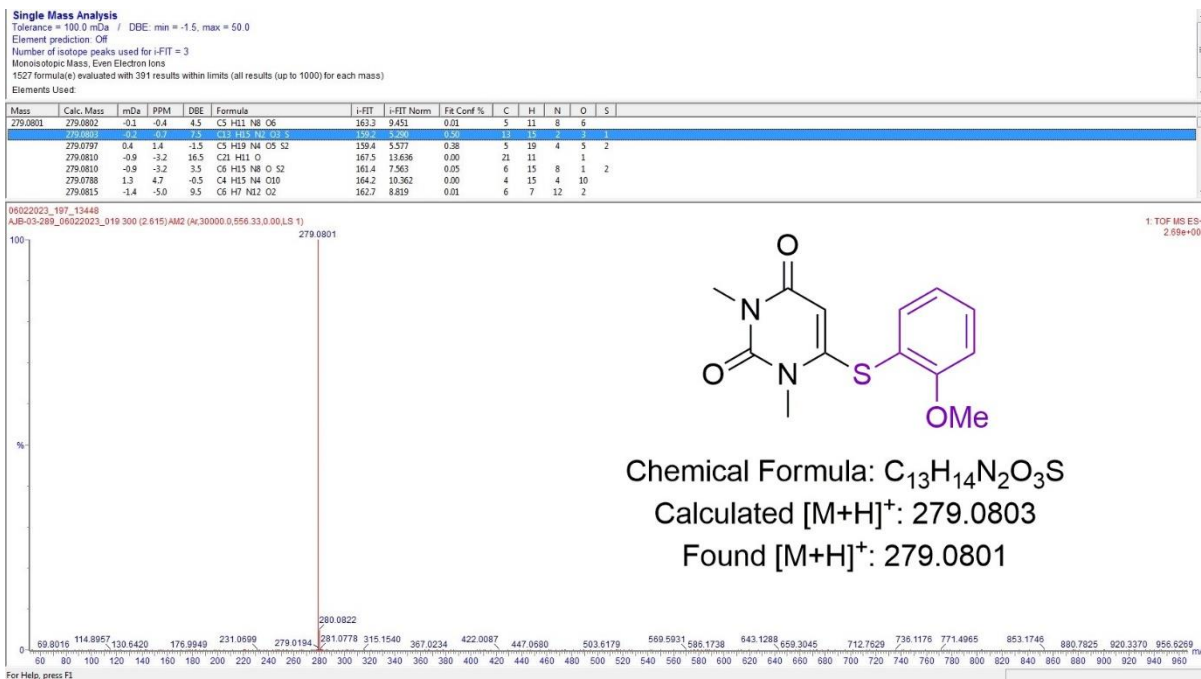 Single Mass Analysis
Tolerance = 100.0 mDa / DBE: min = -1.5, max = 50.0
Element prediction: Off
Number of isotope peaks used for i-FIT = 3
Monoisotopic Mass, Even Electron Ions
1527 formula(e) evaluated with 391 results within limits (all results (up to 1000) for each mass)
Elements Used:
Mass Calc. Mass mDa PPM DBE Formula i-FIT i-FIT Norm Fit Conf % C H N O S
279.0801 279.0802 -0.1 -0.4 4.5 C5 H11 N8 O6 163.3 9.451 0.01 5 11 8 6
279.0803 -0.2 -0.7 7.5 C13 H15 N2 O3 S 159.2 5.290 0.50 13 15 2 3 1
279.0797 0.4 1.4 -1.5 C5 H19 N4 O5 S2 159.4 5.577 0.38 5 19 4 5 2
279.0810 -0.9 -3.2 16.5 C21 H11 O 167.5 13.636 0.00 21 11 1
279.0810 -0.9 -3.2 3.5 C6 H15 N8 O S2 161.4 7.563 0.05 6 15 8 1 2
279.0788 1.3 4.7 -0.5 C4 H15 N4 O10 164.2 10.362 0.00 4 15 4 10
279.0815 -1.4 -5.0 9.5 C6 H7 N12 O2 162.7 8.819 0.01 6 7 12 2
06022023_197_13448
AJB-03-289_06022023_019 300 (2.615) AM2 (Ar,30000.0,556.33,0.00,LS 1)
1: TOF MS ES+
2.69e+00
100
279.0801
%
0
O
N
O
N
S
OMe
Chemical Formula: C₁₃H₁₄N₂O₃S
Calculated [M+H]⁺: 279.0803
Found [M+H]⁺: 279.0801
280.0822
59.8016 114.8957 130.6420 176.9949 231.0699 279.0194 281.0778 315.1540 367.0234 422.0087 447.0680 503.6179 569.5931 586.1738 643.1288 659.3045 712.7629 736.1176 771.4965 853.1746 880.7825 920.3370 956.6269
60 80 100 120 140 160 180 200 220 240 260 280 300 320 340 360 380 400 420 440 460 480 500 520 540 560 580 600 620 640 660 680 700 720 740 760 780 800 820 840 860 880 900 920 940 960
For Help, press F1